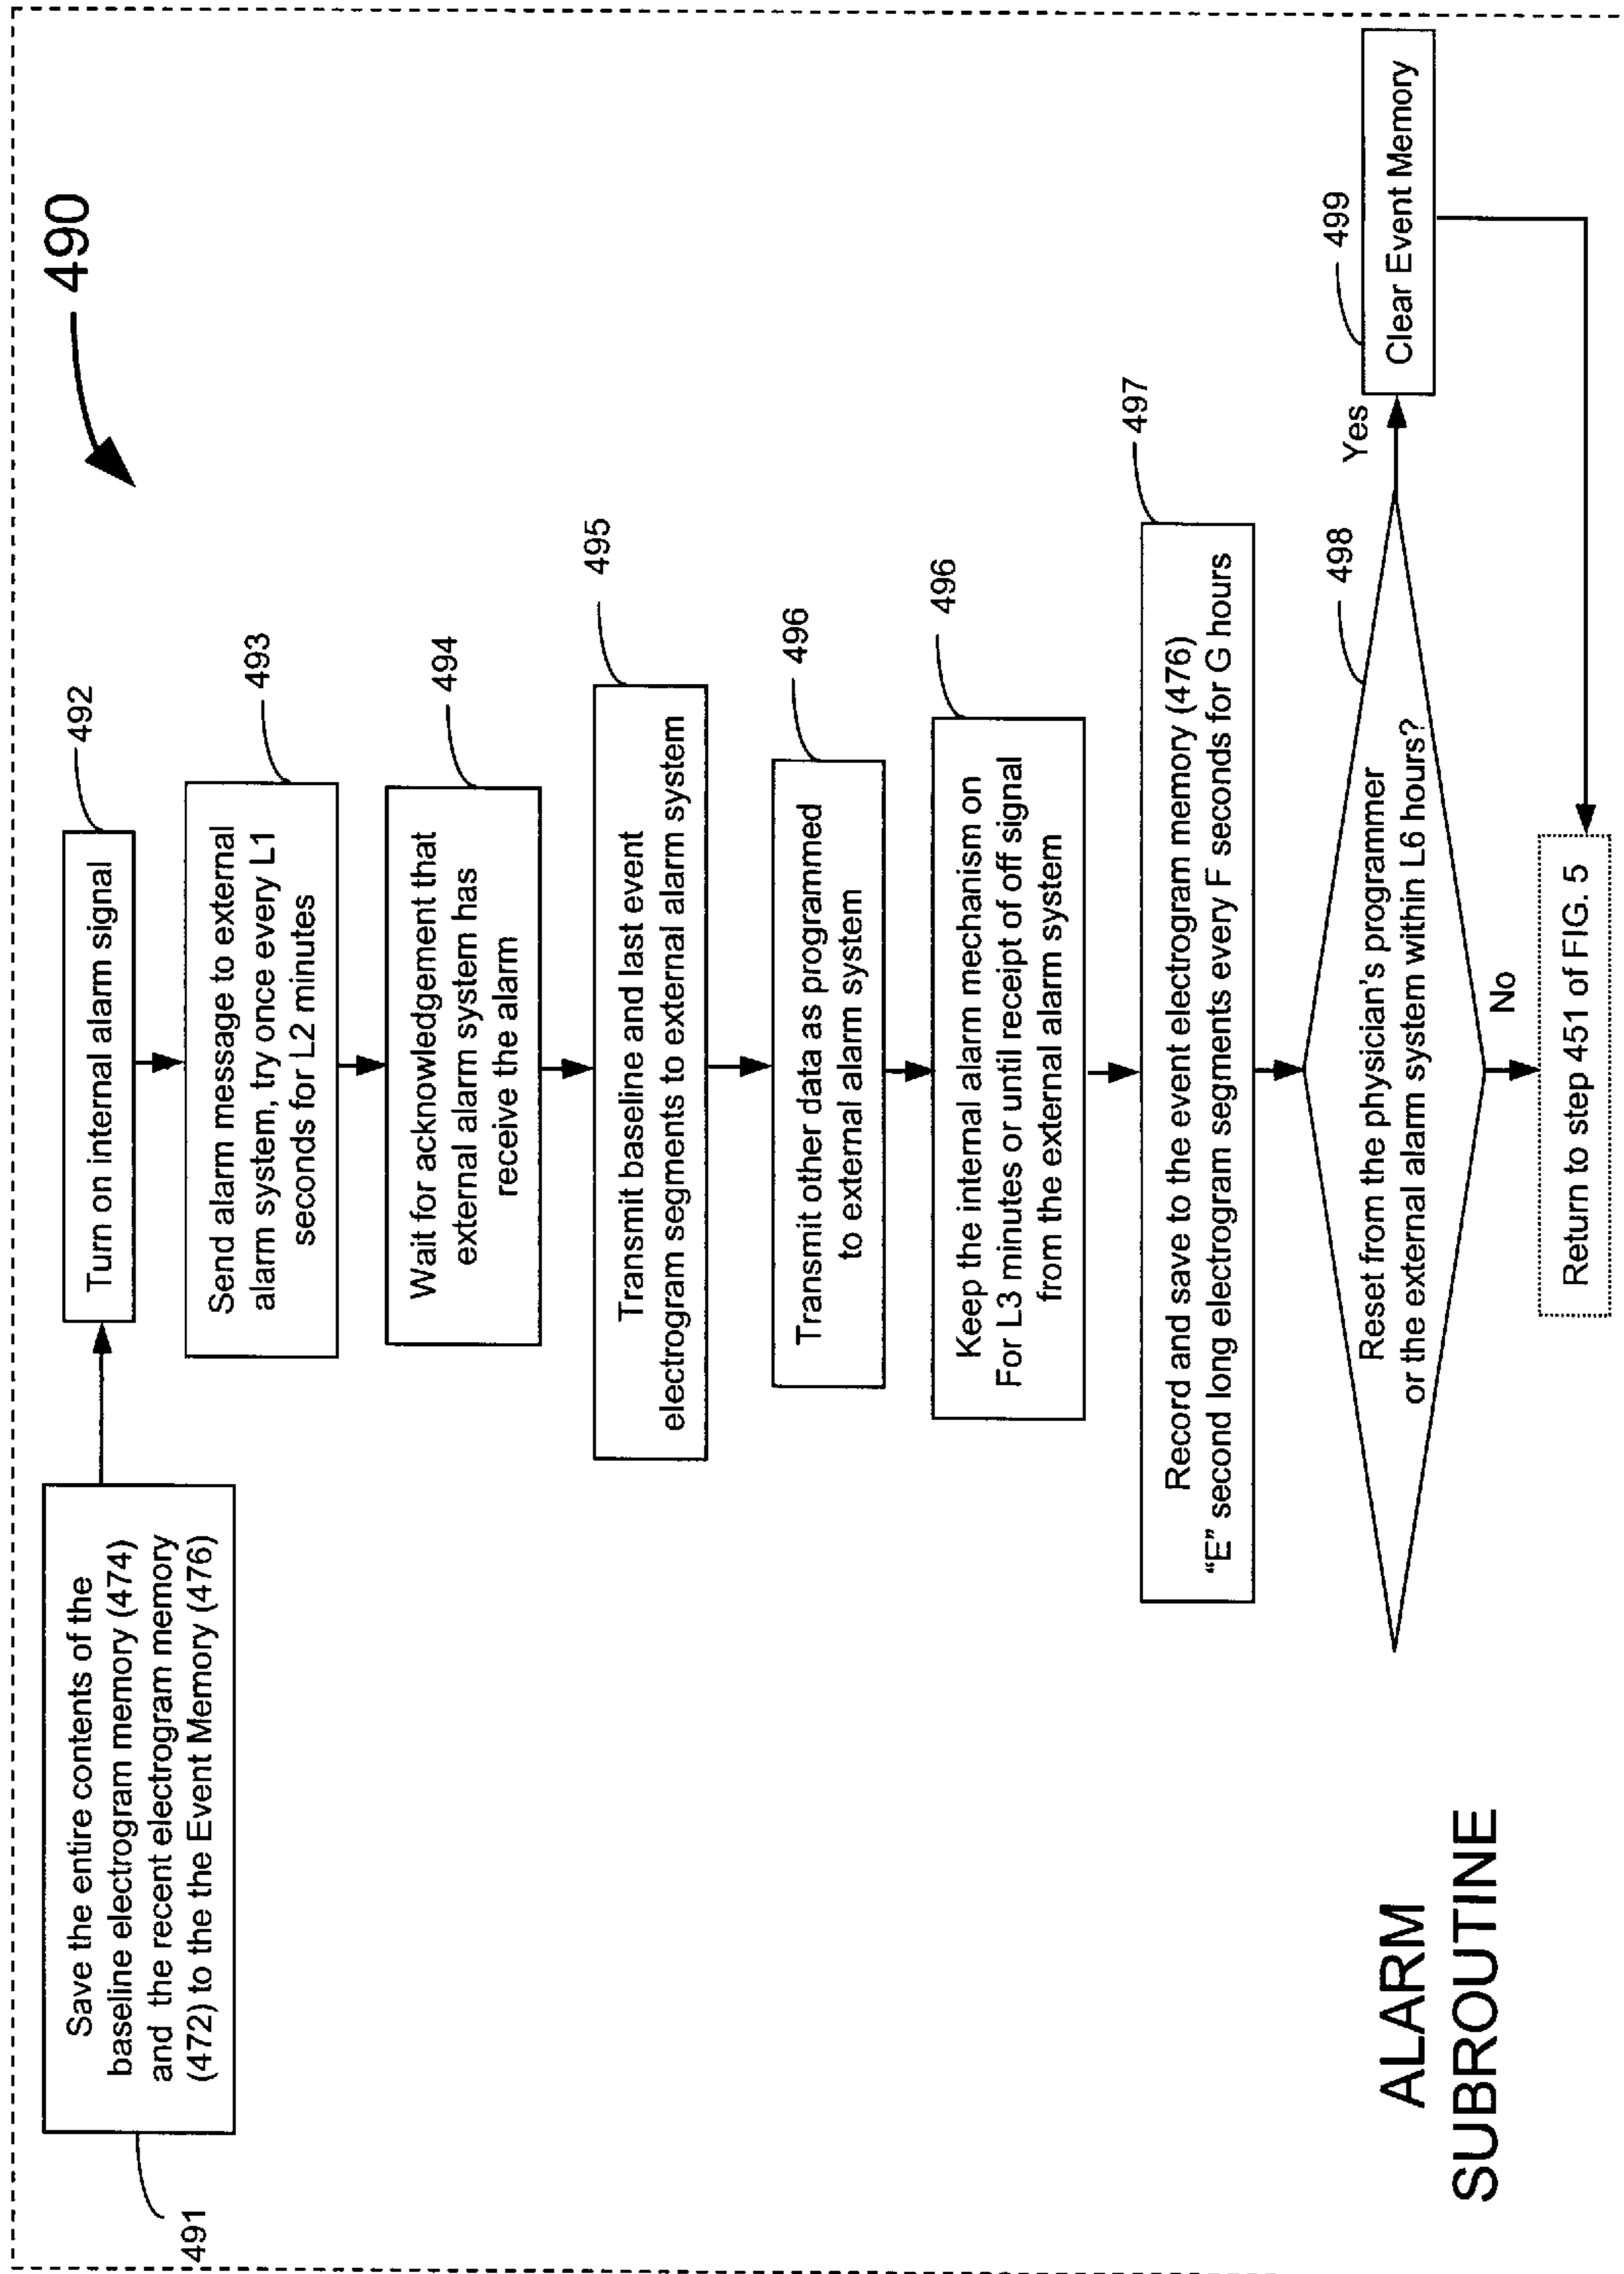 490
Save the entire contents of the
baseline electrogram memory (474)
and the recent electrogram memory
(472) to the the Event Memory (476)
491
Turn on internal alarm signal
492
Send alarm message to external
alarm system, try once every L1
seconds for L2 minutes
493
Wait for acknowledgement that
external alarm system has
receive the alarm
494
Transmit baseline and last event
electrogram segments to external alarm system
495
Transmit other data as programmed
to external alarm system
496
Keep the internal alarm mechanism on
For L3 minutes or until receipt of off signal
from the external alarm system
496
Record and save to the event electrogram memory (476)
“E” second long electrogram segments every F seconds for G hours
497
Reset from the physician's programmer
or the external alarm system within L6 hours?
498
Yes
Clear Event Memory
499
No
Return to step 451 of FIG. 5
ALARM
SUBROUTINE